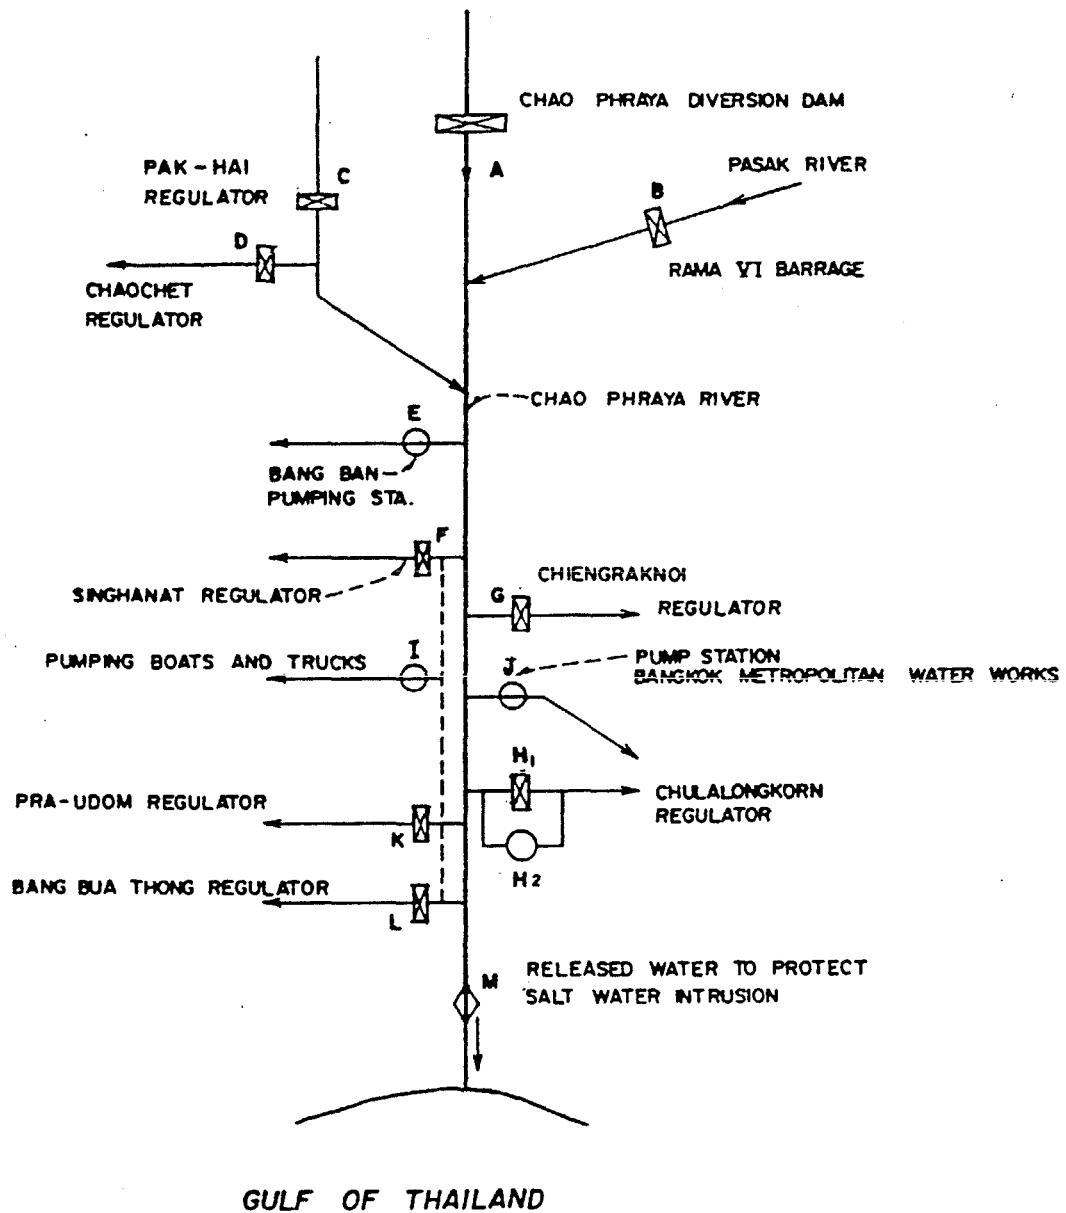 CHAO PHRAYA DIVERSION DAM
A
PASAK RIVER
PAK-HAI
REGULATOR
C
B
D
RAMA VI BARRAGE
CHAOCHET
REGULATOR
CHAO PHRAYA RIVER
E
BANG BAN
PUMPING STA.
F
SINGHANAT REGULATOR
CHIENGRAKNOI
G
REGULATOR
PUMPING BOATS AND TRUCKS
I
J
PUMP STATION
BANGKOK METROPOLITAN WATER WORKS
H1
PRA-UDOM REGULATOR
CHULALONGKORN
REGULATOR
K
H2
BANG BUA THONG REGULATOR
L
M
RELEASED WATER TO PROTECT
SALT WATER INTRUSION
GULF OF THAILAND